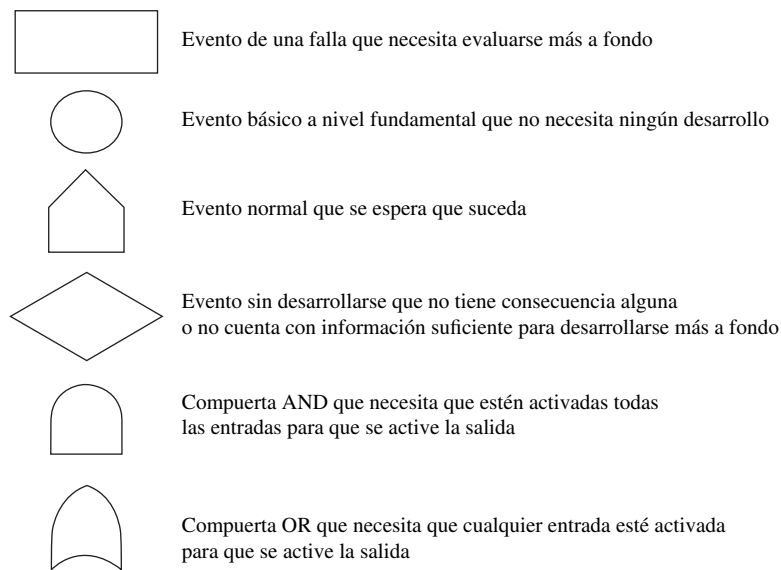 Evento de una falla que necesita evaluarse más a fondo
Evento básico a nivel fundamental que no necesita ningún desarrollo
Evento normal que se espera que suceda
Evento sin desarrollarse que no tiene consecuencia alguna
o no cuenta con información suficiente para desarrollarse más a fondo
Compuerta AND que necesita que estén activadas todas
las entradas para que se active la salida
Compuerta OR que necesita que cualquier entrada esté activada
para que se active la salida